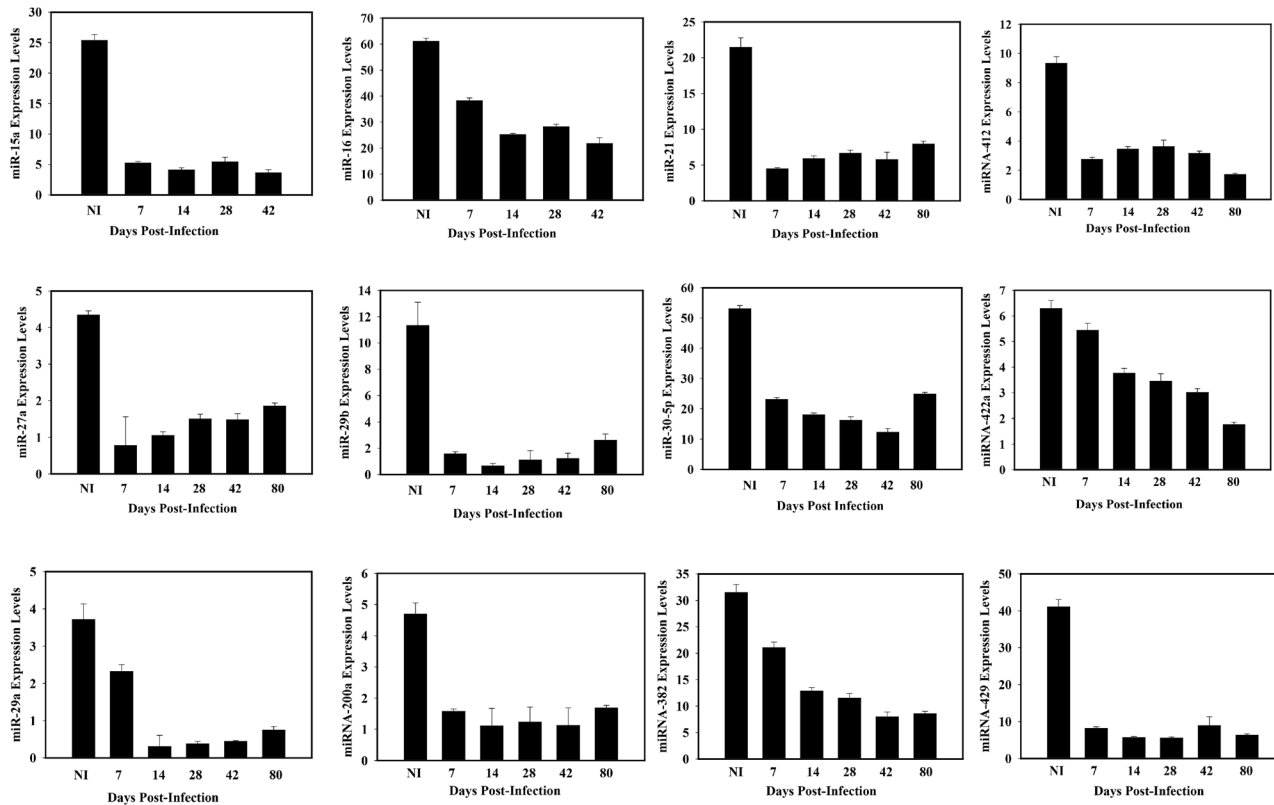 miR-15a Expression Levels
30
25
20
15
10
5
0
NI 7 14 28 42
Days Post-Infection
miR-16 Expression Levels
70
60
50
40
30
20
10
0
NI 7 14 28 42
Days Post-Infection
miR-21 Expression Levels
25
20
15
10
5
0
NI 7 14 28 42 80
Days Post-Infection
miRNA-412 Expression Levels
12
10
8
6
4
2
0
NI 7 14 28 42 80
Days Post-Infection
miR-27a Expression Levels
5
4
3
2
1
0
NI 7 14 28 42 80
Days Post-Infection
miR-29b Expression Levels
14
12
10
8
6
4
2
0
NI 7 14 28 42 80
Days Post-Infection
miR-30-5p Expression Levels
60
50
40
30
20
10
0
NI 7 14 28 42 80
Days Post Infection
miRNA-422a Expression Levels
7
6
5
4
3
2
1
0
NI 7 14 28 42 80
Days Post-Infection
miR-29a Expression Levels
5
4
3
2
1
0
NI 7 14 28 42 80
Days Post-Infection
miRNA-200a Expression Levels
6
5
4
3
2
1
0
NI 7 14 28 42 80
Days Post-Infection
miRNA-382 Expression Levels
35
30
25
20
15
10
5
0
NI 7 14 28 42 80
Days Post-Infection
miRNA-429 Expression Levels
50
40
30
20
10
0
NI 7 14 28 42 80
Days Post-Infection